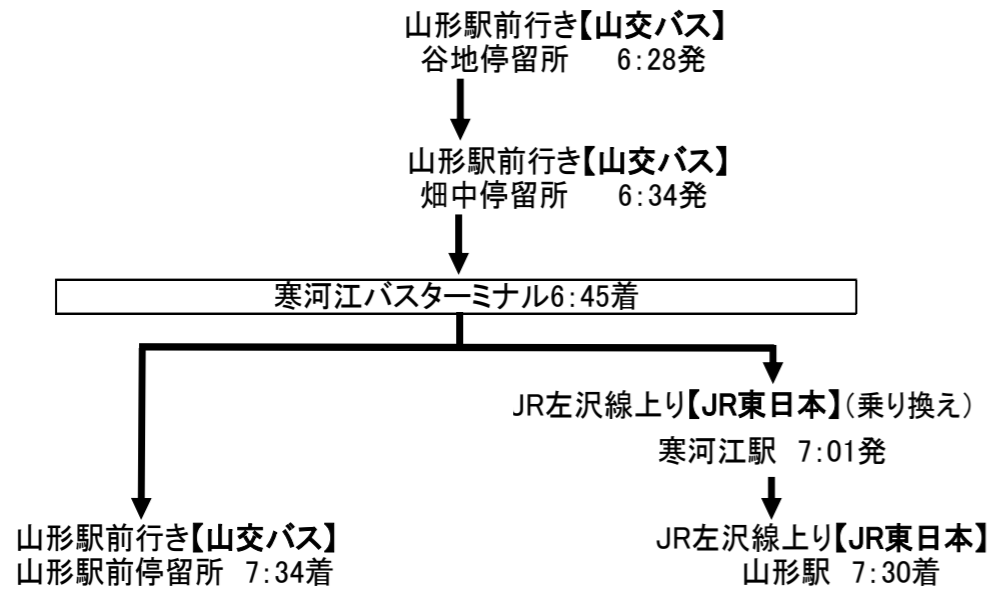 山形駅前行き【山交バス】
谷地停留所　6：28発
山形駅前行き【山交バス】
畑中停留所　6：34発
寒河江バスターミナル6：45着
JR左沢線上り【JR東日本】（乗り換え）
寒河江駅　7：01発
山形駅前行き【山交バス】
山形駅前停留所　7：34着
JR左沢線上り【JR東日本】
山形駅　7：30着